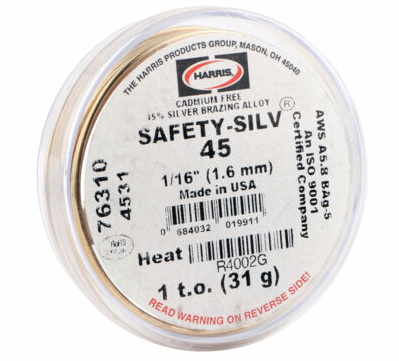 THE HARRIS PRODUCTS GROUP, MASON, OH 45040
HARRIS
CADMIUM FREE
45% SILVER BRAZING ALLOY
®
SAFETY-SILV
45
1/16" (1.6 mm)
Made in USA
0 684032 019911
Heat
R4002G
1 t.o. (31 g)
READ WARNING ON REVERSE SIDE!
76310
4531
RoHS
AWS A5.8 BAg-5
An ISO 9001
Certified Company